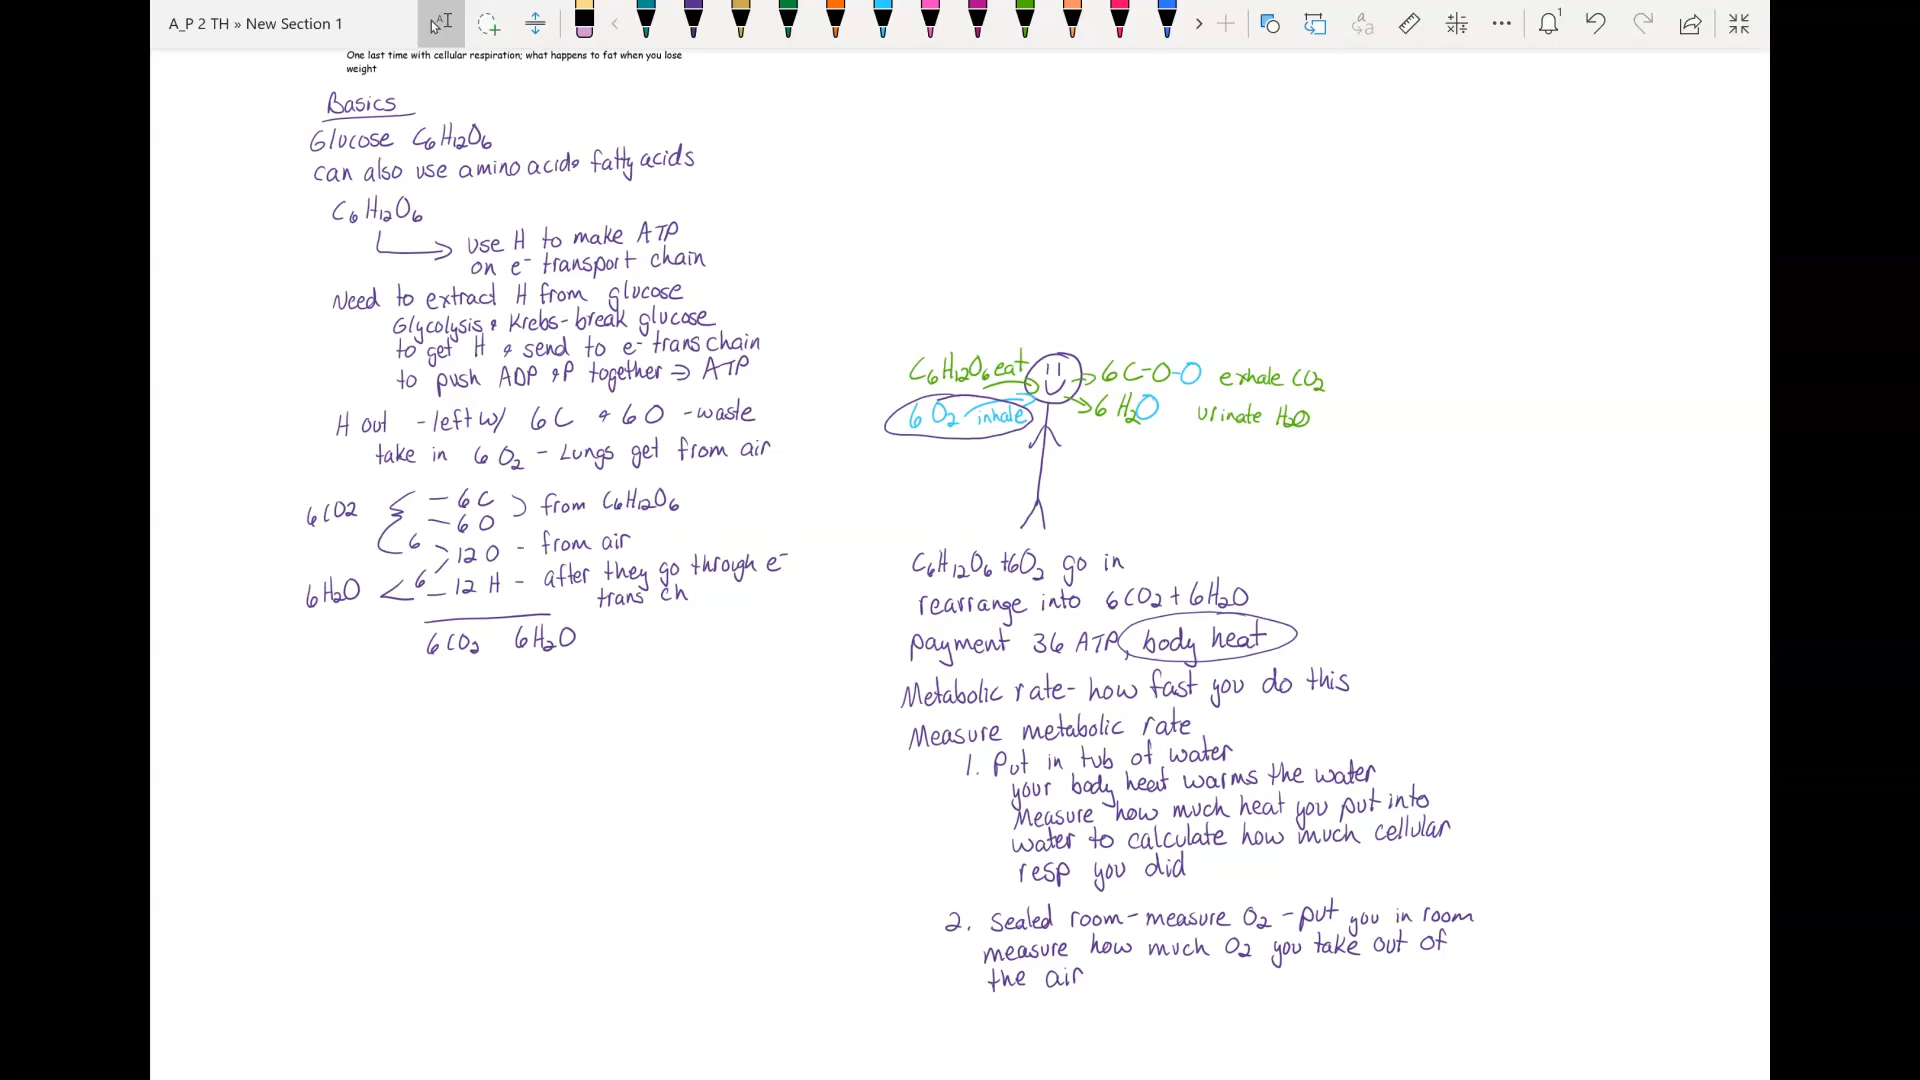 A_P 2 TH » New Section 1
One last time with cellular respiration; what happens to fat when you lose
weight
Basics
Glucose C6H12O6
can also use amino acids fatty acids
C6H12O6
use H to make ATP
on e- transport chain
Need to extract H from glucose
Glycolysis & Krebs - break glucose
to get H & send to e- trans chain
to push ADP & P together ⇒ ATP
H out - left w/ 6 C & 6 O - waste
take in 6 O2 - Lungs get from air
6CO2 - 6 C from C6H12O6
- 6 O
6 12 O - from air
6H2O 6 - 12 H - after they go through e-
trans ch
6CO2 6H2O
C6H12O6 eat 6 C-O-O exhale CO2
6 O2 inhale 6 H2O urinate H2O
C6H12O6 + 6O2 go in
rearrange into 6CO2 + 6H2O
payment 36 ATP, body heat
Metabolic rate - how fast you do this
Measure metabolic rate
1. Put in tub of water
your body heat warms the water
Measure how much heat you put into
water to calculate how much cellular
resp you did
2. Sealed room - measure O2 - put you in room
measure how much O2 you take out of
the air